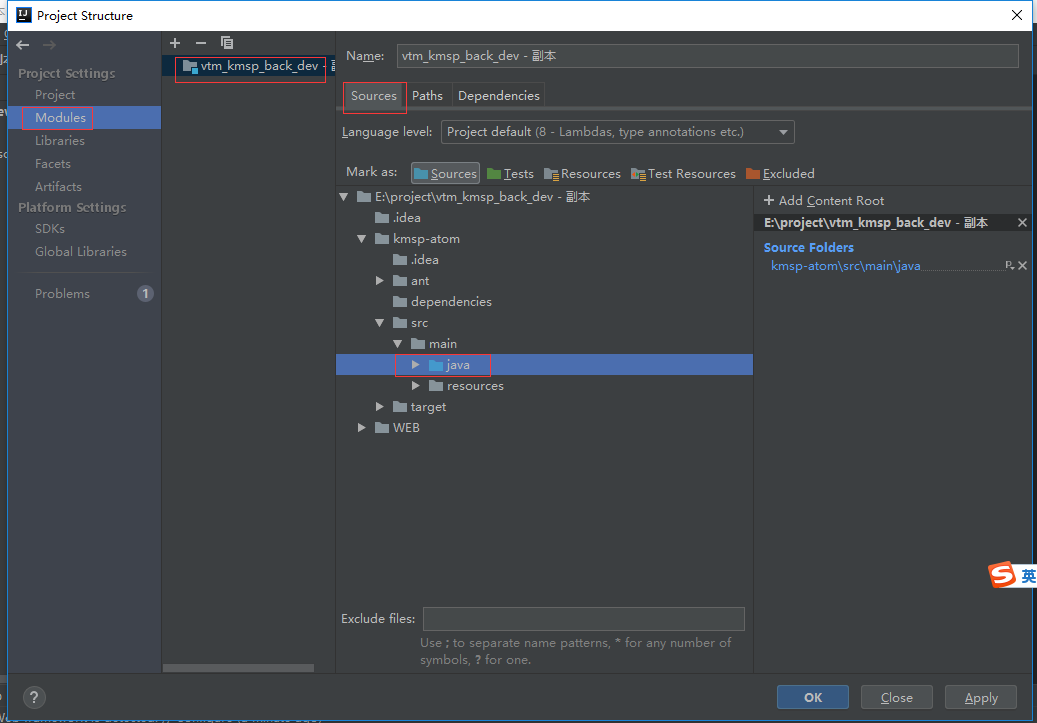 Project Structure
Project Settings
Project
Modules
Libraries
Facets
Artifacts
Platform Settings
SDKs
Global Libraries
Problems 1
vtm_kmsp_back_dev -
Name: vtm_kmsp_back_dev - 副本
Sources Paths Dependencies
Language level: Project default (8 - Lambdas, type annotations etc.)
Mark as: Sources Tests Resources Test Resources Excluded
E:\project\vtm_kmsp_back_dev - 副本
.idea
kmsp-atom
.idea
ant
dependencies
src
main
java
resources
target
WEB
Add Content Root
E:\project\vtm_kmsp_back_dev - 副本
Source Folders
kmsp-atom\src\main\java
英
Exclude files:
Use ; to separate name patterns, * for any number of
symbols, ? for one.
? OK Close Apply